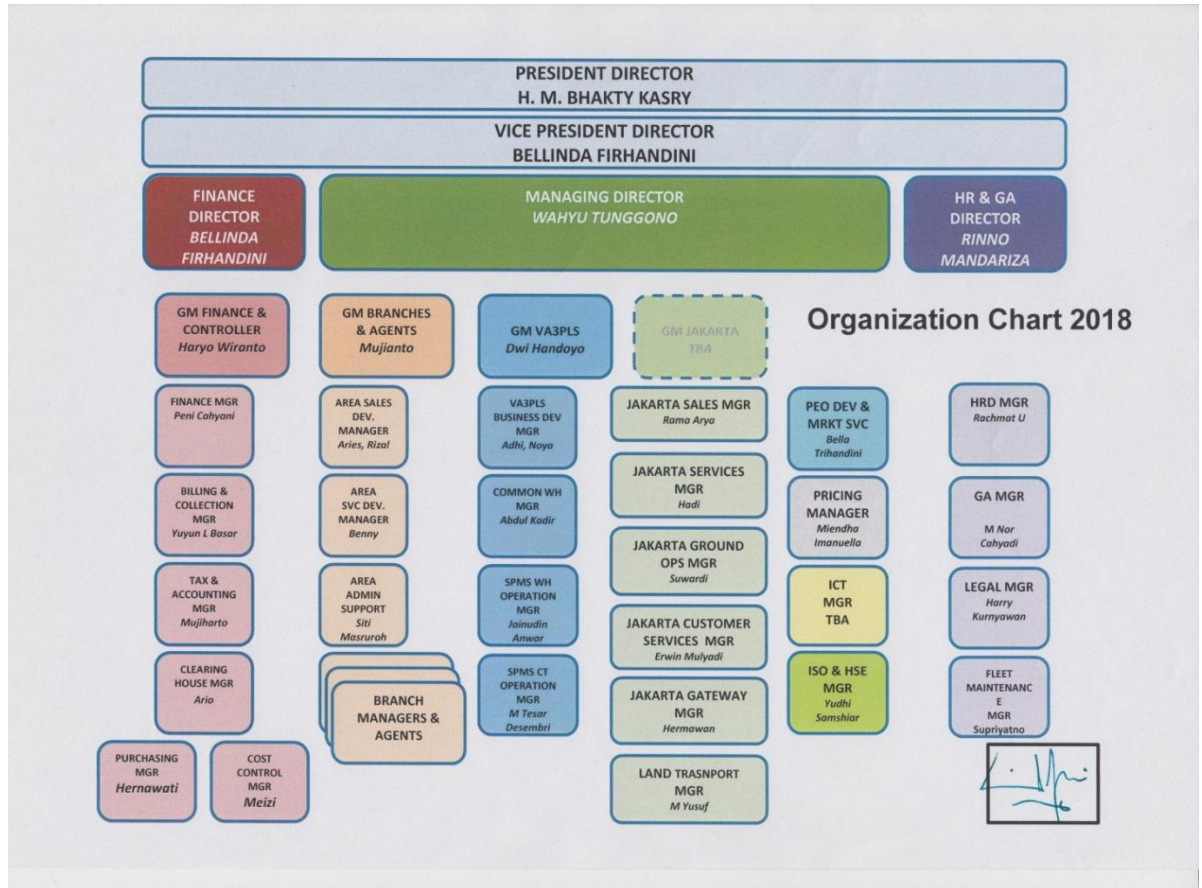 PRESIDENT DIRECTOR
H. M. BHAKTY KASRY
VICE PRESIDENT DIRECTOR
BELLINDA FIRHANDINI
FINANCE
DIRECTOR
BELLINDA
FIRHANDINI
MANAGING DIRECTOR
WAHYU TUNGGONO
HR & GA
DIRECTOR
RINNO
MANDARIZA
Organization Chart 2018
GM FINANCE &
CONTROLLER
Haryo Wiranto
GM BRANCHES
& AGENTS
Mujianto
GM VA3PLS
Dwi Handoyo
GM JAKARTA
TBA
FINANCE MGR
Peni Cahyani
BILLING &
COLLECTION
MGR
Yuyun L Basar
TAX &
ACCOUNTING
MGR
Mujiharto
CLEARING
HOUSE MGR
Ario
PURCHASING
MGR
Hernawati
COST
CONTROL
MGR
Meizi
AREA SALES
DEV.
MANAGER
Aries, Rizal
AREA
SVC DEV.
MANAGER
Benny
AREA
ADMIN
SUPPORT
Siti
Masruroh
BRANCH
MANAGERS &
AGENTS
VA3PLS
BUSINESS DEV
MGR
Adhi, Naya
COMMON WH
MGR
Abdul Kadir
SPMS WH
OPERATION
MGR
Jainudin
Anwar
SPMS CT
OPERATION
MGR
M Tesar
Desembri
JAKARTA SALES MGR
Rama Arya
JAKARTA SERVICES
MGR
Hadi
JAKARTA GROUND
OPS MGR
Suwardi
JAKARTA CUSTOMER
SERVICES MGR
Erwin Mulyadi
JAKARTA GATEWAY
MGR
Hermawan
LAND TRASNPORT
MGR
M Yusuf
PEO DEV &
MRKT SVC
Bella
Trihandini
PRICING
MANAGER
Miendha
Imanuella
ICT
MGR
TBA
ISO & HSE
MGR
Yudhi
Samshiar
HRD MGR
Rachmat U
GA MGR
M Nor
Cahyadi
LEGAL MGR
Harry
Kurnyawan
FLEET
MAINTENANC
E
MGR
Supriyatno